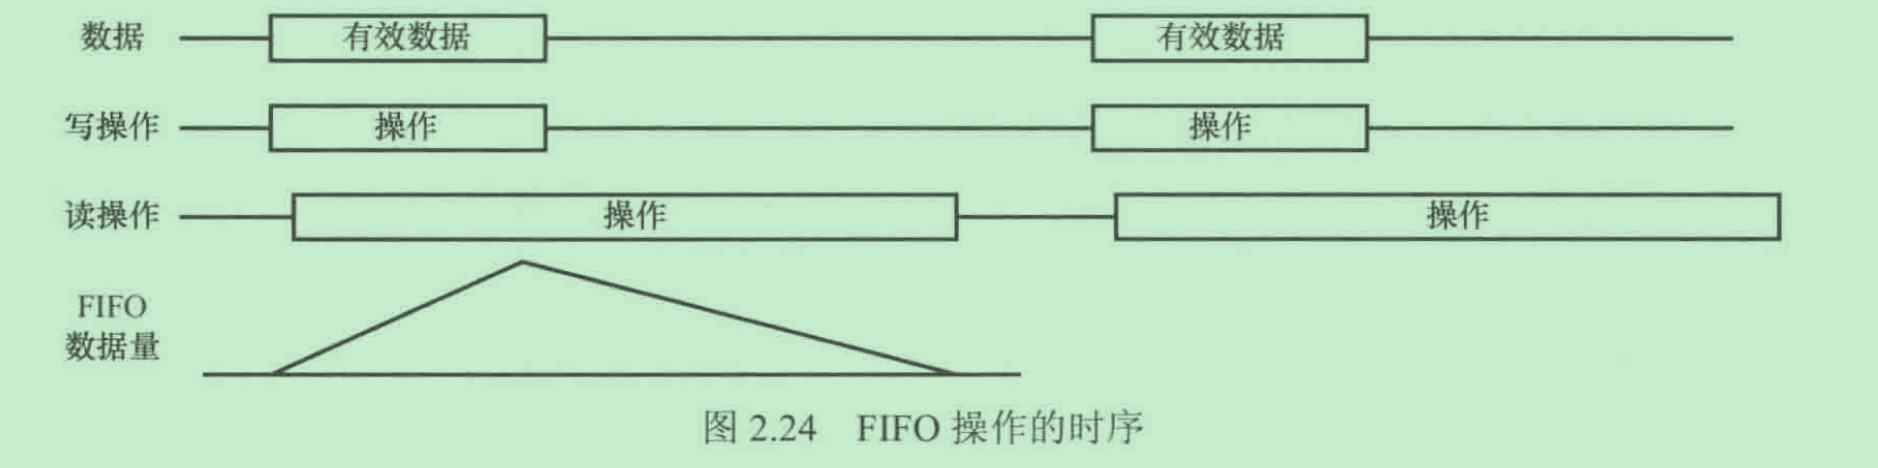 数据 有效数据 有效数据
写操作 操作 操作
读操作 操作 操作
FIFO
数据量
图 2.24 FIFO 操作的时序